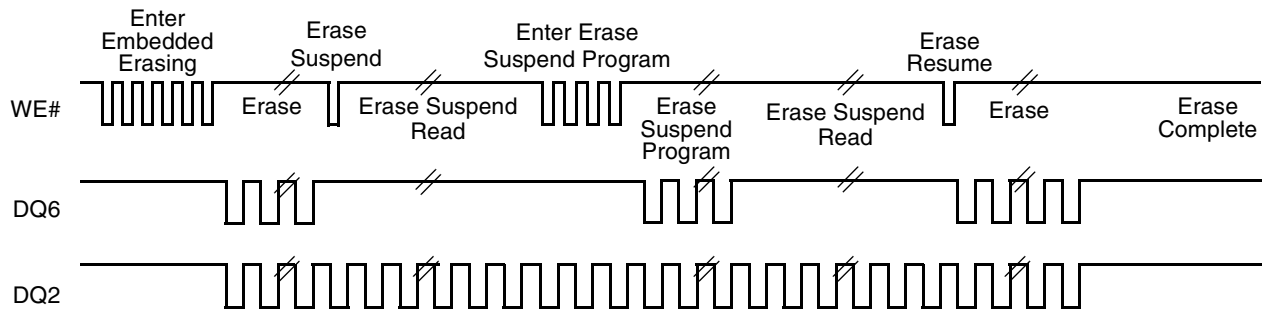 Enter
Embedded
Erasing
Erase
Suspend
Enter Erase
Suspend Program
Erase
Resume
WE#
Erase
Erase Suspend
Read
Erase
Suspend
Program
Erase Suspend
Read
Erase
Erase
Complete
DQ6
DQ2